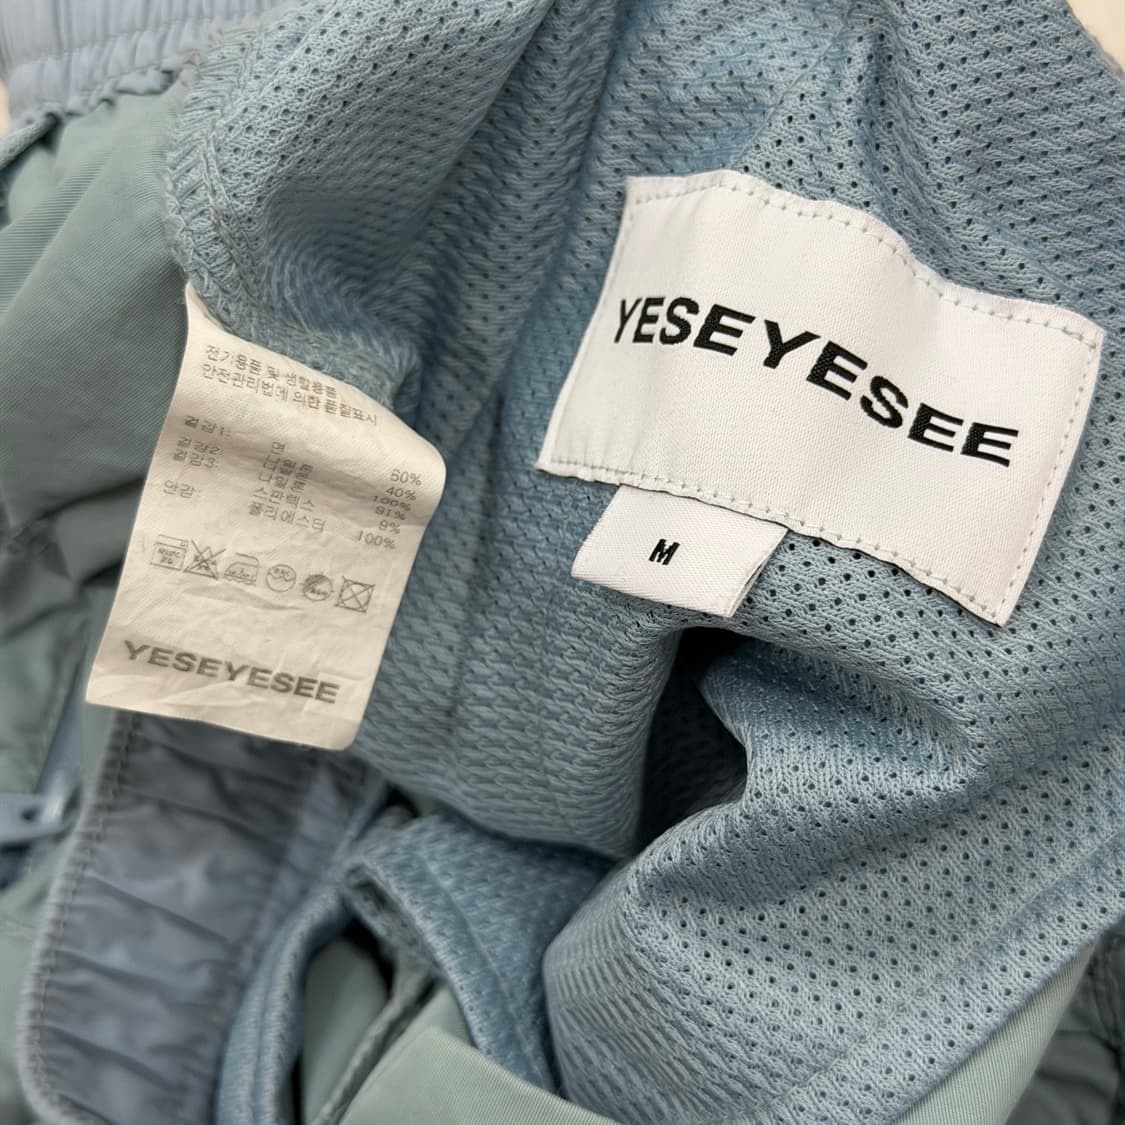 YESEYESEE
M
전기용품 및 생활용품
안전관리법에 의한 품질표시
겉감1: 면 60%
나일론 40%
겉감2 나일론 100%
겉감3 91%
스판덱스 9%
안감: 폴리에스터 100%
YESEYESEE